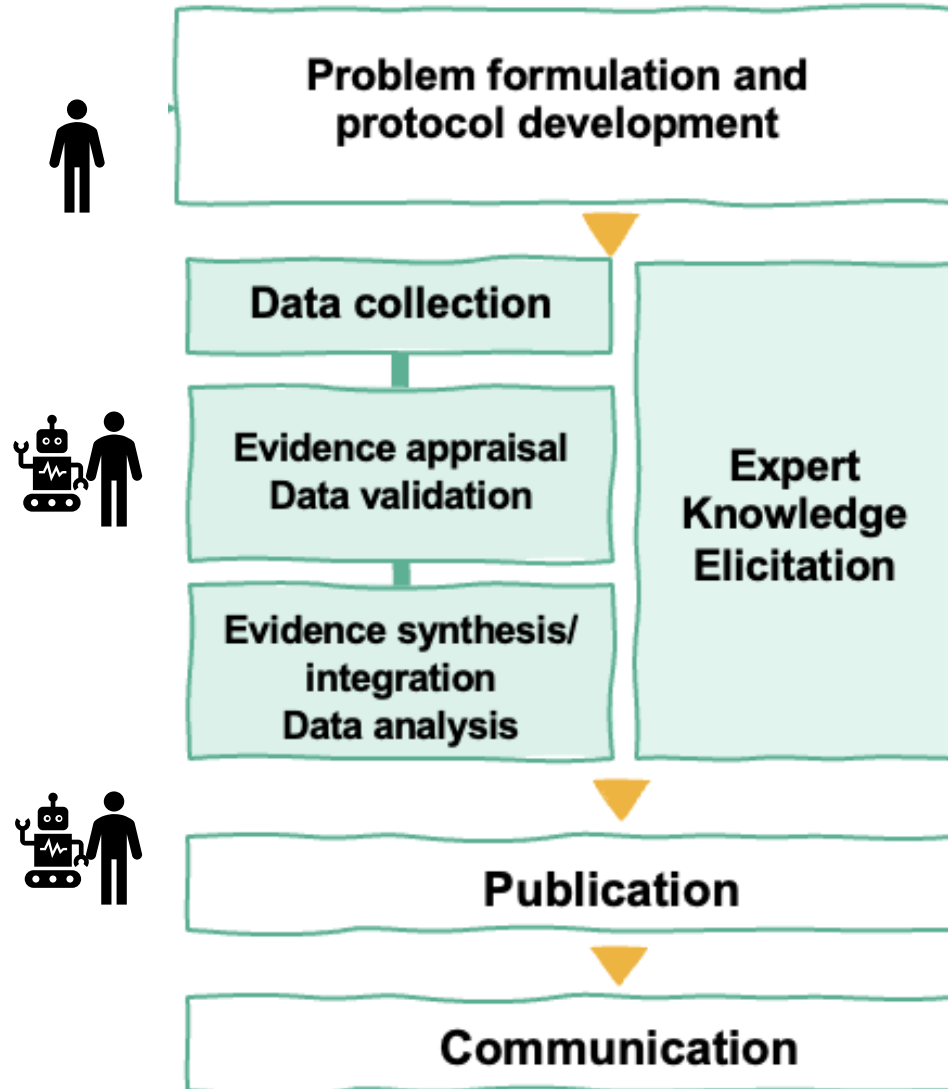 Problem formulation and
protocol development
Data collection
Evidence appraisal
Data validation
Evidence synthesis/
integration
Data analysis
Expert
Knowledge
Elicitation
Publication
Communication